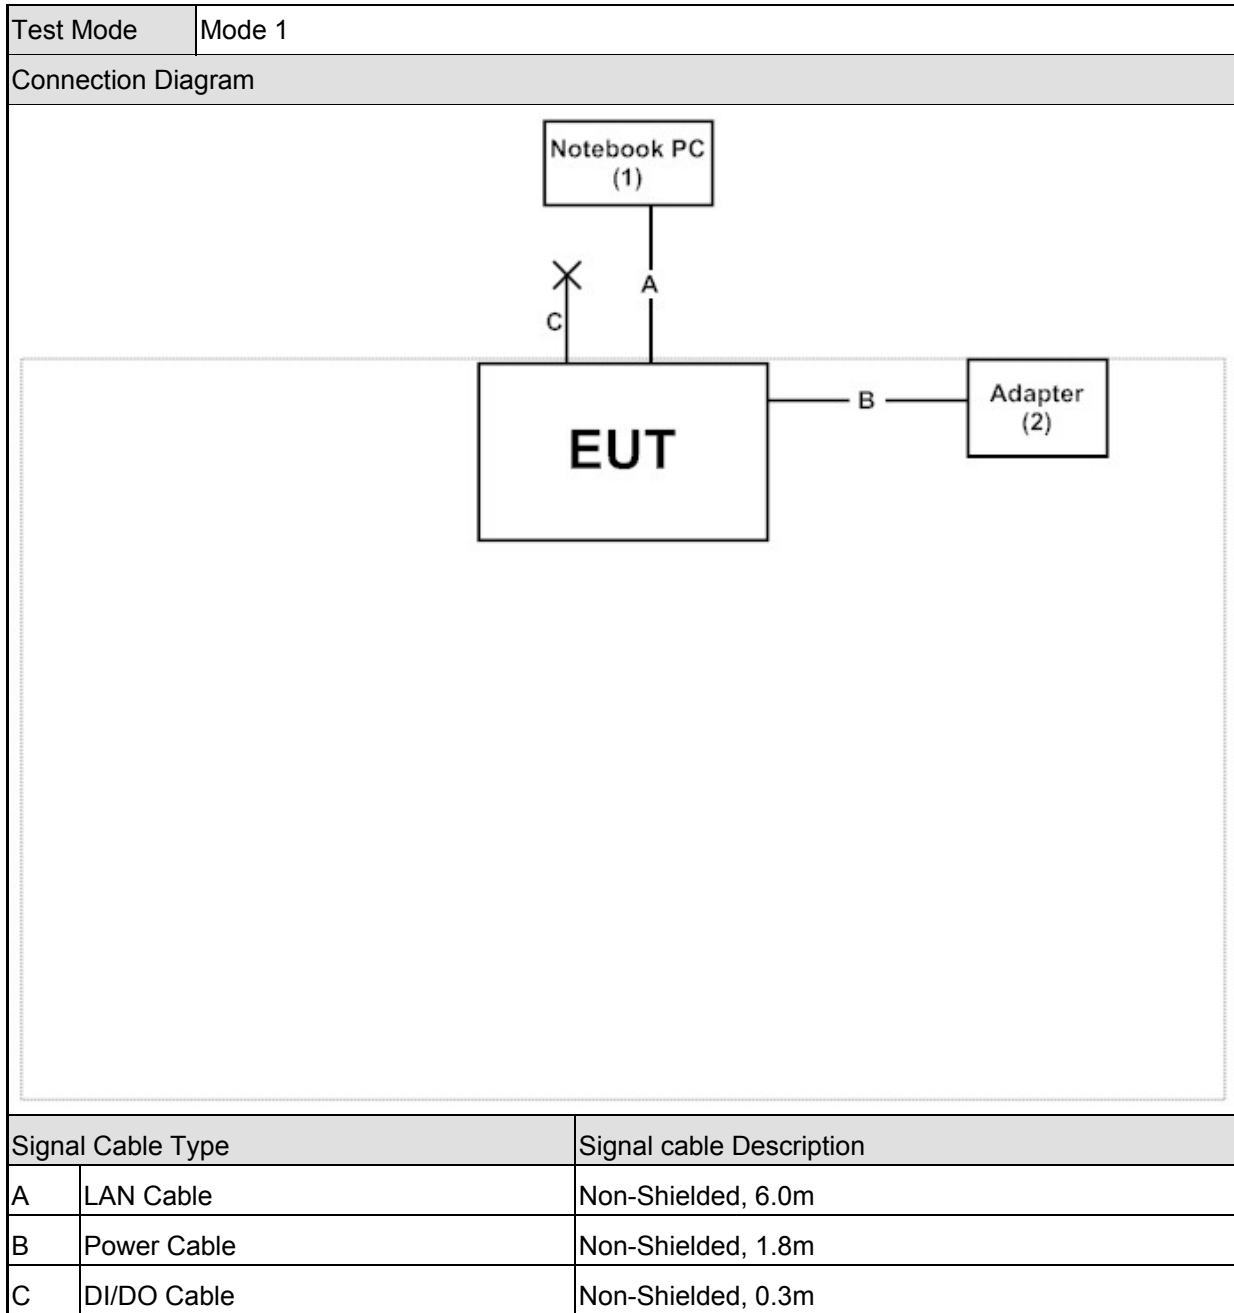 Test Mode Mode 1
Connection Diagram
Notebook PC
(1)
A
C
B
Adapter
(2)
EUT
Signal Cable Type Signal cable Description
A LAN Cable Non-Shielded, 6.0m
B Power Cable Non-Shielded, 1.8m
C DI/DO Cable Non-Shielded, 0.3m